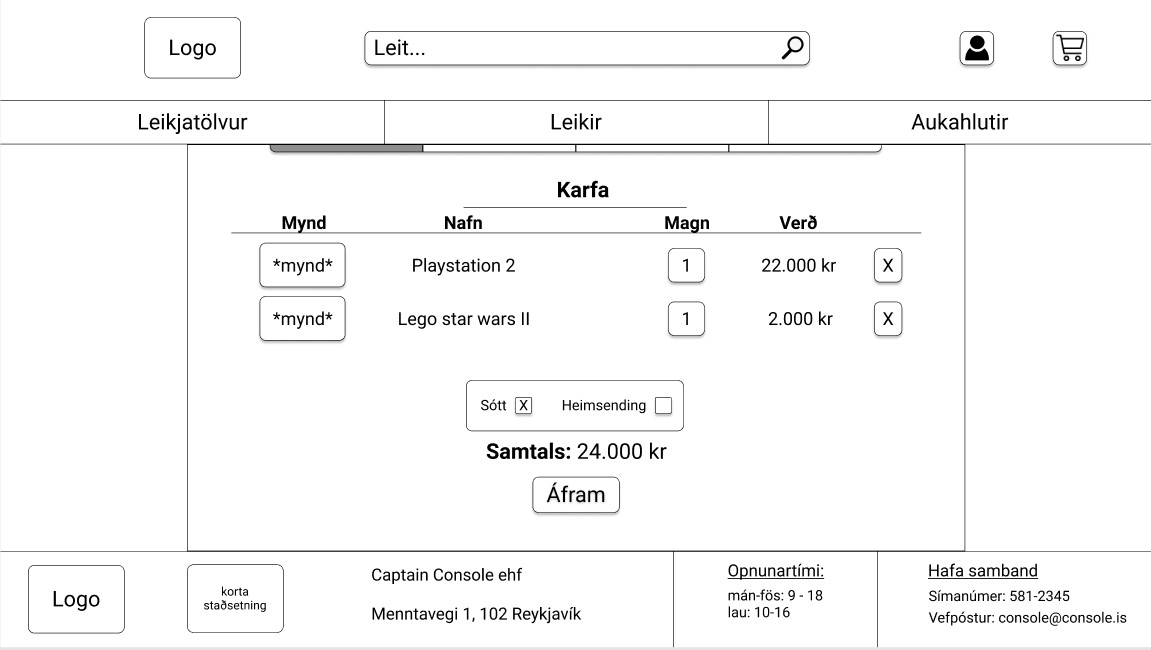 Logo
Leit...
Leikjatölvur
Leikir
Aukahlutir
Karfa
Mynd Nafn Magn Verð
*mynd* Playstation 2 1 22.000 kr X
*mynd* Lego star wars II 1 2.000 kr X
Sótt X Heimsending
Samtals: 24.000 kr
Áfram
Logo
korta
staðsetning
Captain Console ehf
Menntavegi 1, 102 Reykjavík
Opnunartími:
mán-fös: 9 - 18
lau: 10-16
Hafa samband
Símanúmer: 581-2345
Vefpóstur: console@console.is